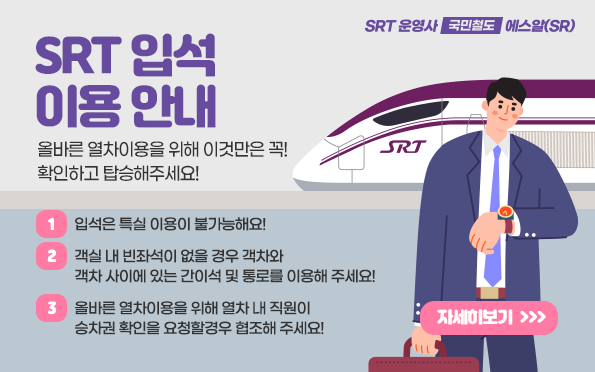 SRT 운영사 국민철도 에스알(SR)
SRT 입석
이용 안내
올바른 열차이용을 위해 이것만은 꼭!
확인하고 탑승해주세요!
SRT
1 입석은 특실 이용이 불가능해요!
2 객실 내 빈좌석이 없을 경우 객차와
객차 사이에 있는 간이석 및 통로를 이용해 주세요!
3 올바른 열차이용을 위해 열차 내 직원이
승차권 확인을 요청할경우 협조해 주세요!
자세히보기 >>>